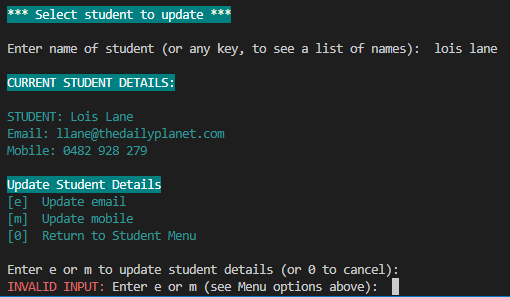 *** Select student to update ***
Enter name of student (or any key, to see a list of names):  lois lane
CURRENT STUDENT DETAILS:
STUDENT: Lois Lane
Email: llane@thedailyplanet.com
Mobile: 0482 928 279
Update Student Details
[e]  Update email
[m]  Update mobile
[0]  Return to Student Menu
Enter e or m to update student details (or 0 to cancel):
INVALID INPUT: Enter e or m (see Menu options above):